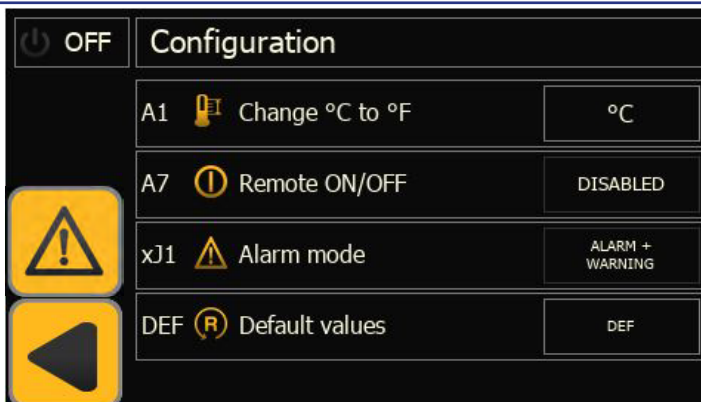 OFF
Configuration
A1 Change °C to °F °C
A7 Remote ON/OFF DISABLED
xJ1 Alarm mode ALARM +
WARNING
DEF R Default values DEF